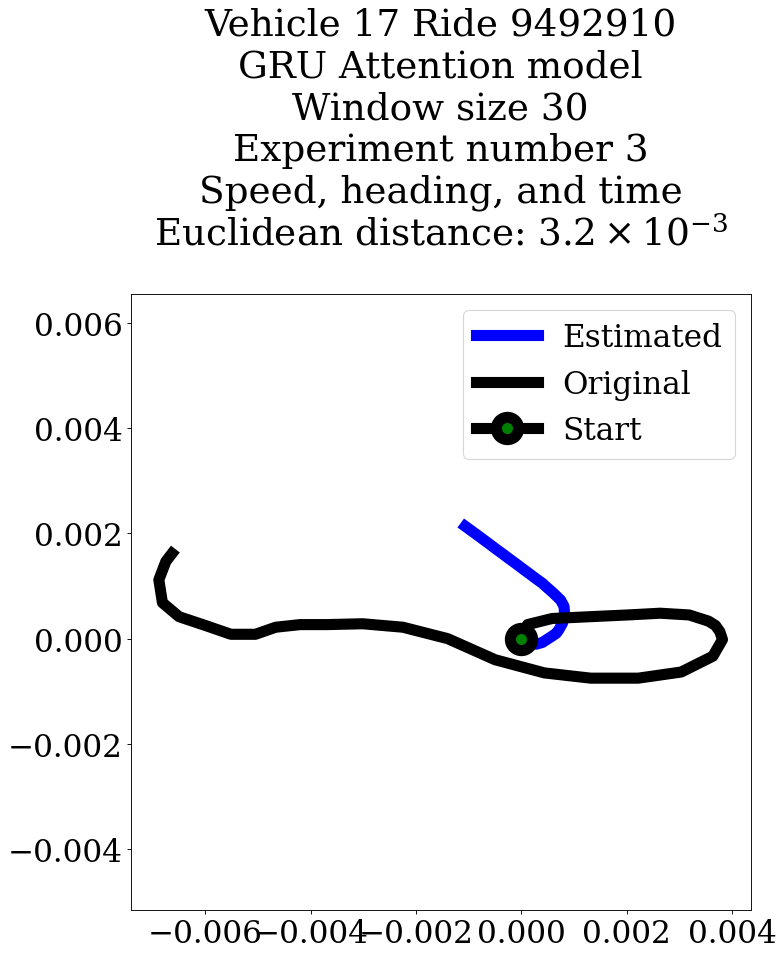 Vehicle 17 Ride 9492910
GRU Attention model
Window size 30
Experiment number 3
Speed, heading, and time
Euclidean distance: 3.2 × 10⁻³
Estimated
Original
Start
0.006
0.004
0.002
0.000
−0.002
−0.004
−0.006 −0.004 −0.002 0.000 0.002 0.004